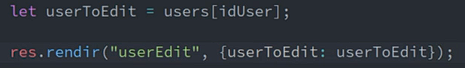 let userToEdit = users[idUser];
res.rendir("userEdit", {userToEdit: userToEdit});